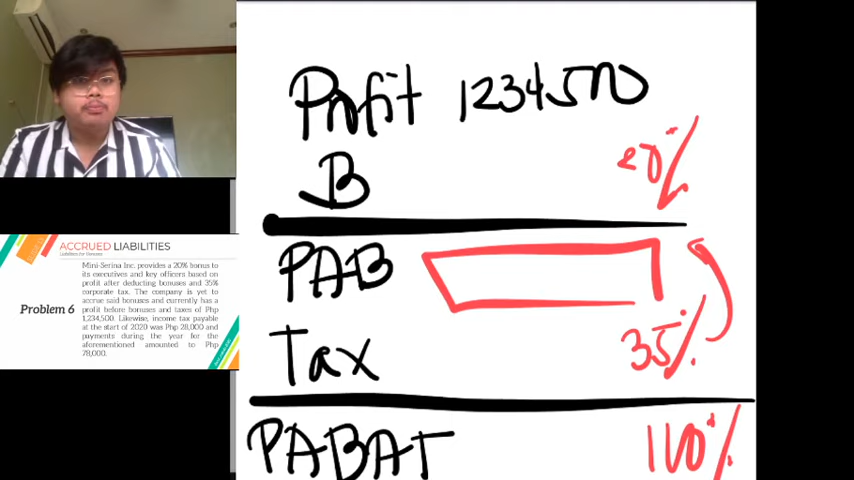 ACCRUED LIABILITIES
Problem 6
Mini-Serina Inc. provides a 20% bonus to
its executives and key officers based on
profit after deducting bonuses and 35%
corporate tax. The company is yet to
accrue said bonuses and currently has a
profit before bonuses and taxes of Php
1,234,500. Likewise, income tax payable
at the start of 2020 was Php 28,000 and
payments during the year for the
aforementioned amounted to Php
78,000.
Profit 1234500
B 20%
PAB
Tax 35%
PABAT 100%